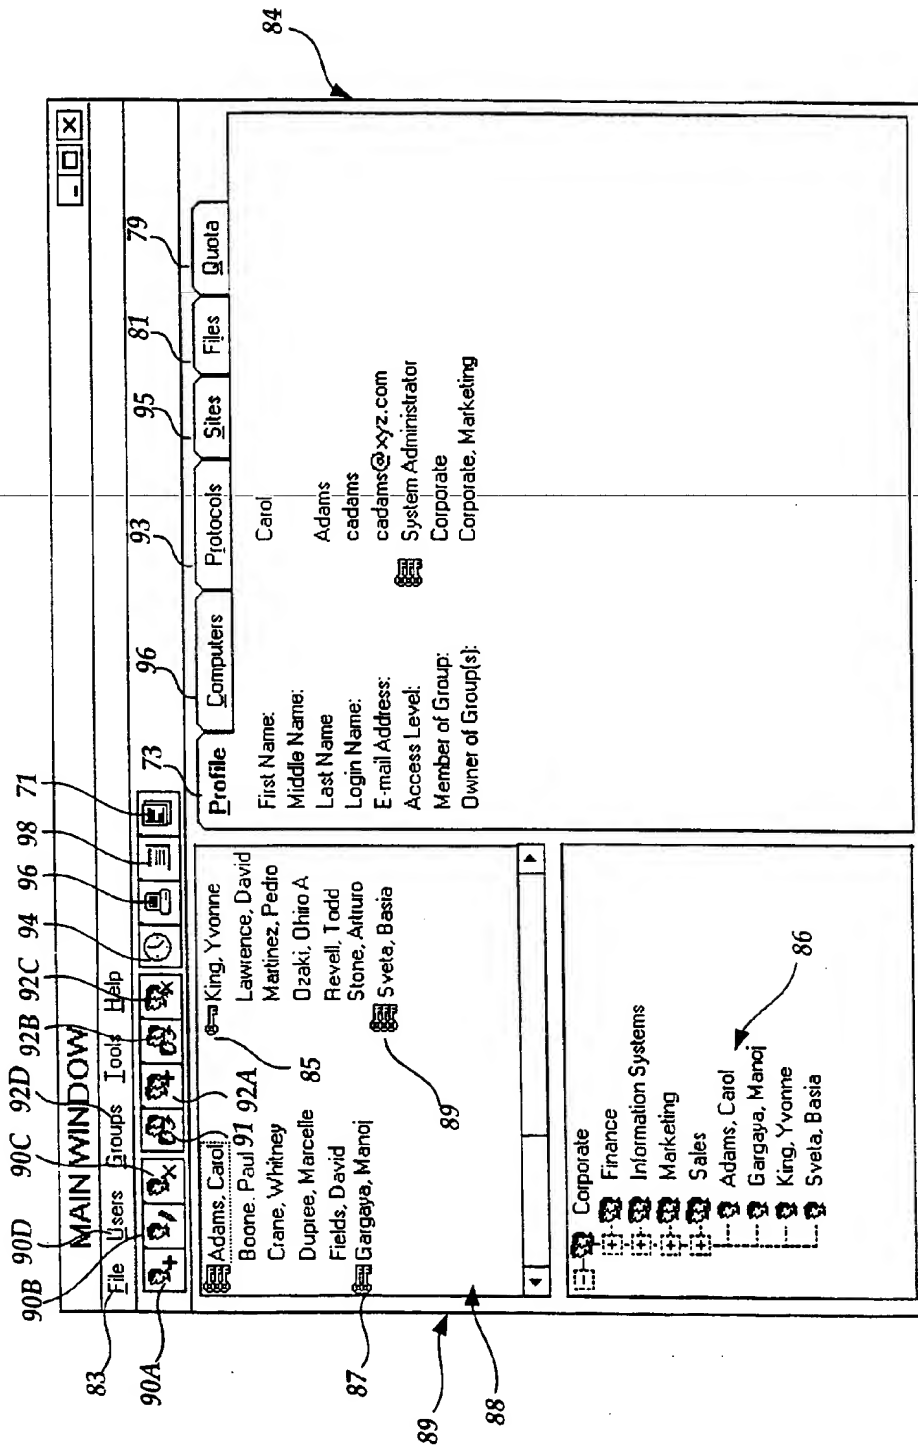 MAIN WINDOW
File Users Groups Tools Help
83
90D
92D
90A
90B
90C
91
92A
92B
92C
94
96
98
71
73
96
93
95
81
79
84
Profile Computers Protocols Sites Files Quota
Adams, Carol
Boone. Paul
Crane, Whitney
Dupree, Marcelle
Fields, David
Gargaya, Manoj
King, Yvonne
Lawrence, David
Martinez, Pedro
Ozaki, Ohiro A
Revell, Todd
Stone, Arturo
Sveta, Basia
85
87
89
88
89
First Name: Carol
Middle Name:
Last Name Adams
Login Name: cadams
E-mail Address: cadams@xyz.com
Access Level: System Administrator
Member of Group: Corporate
Owner of Group(s): Corporate, Marketing
Corporate
Finance
Information Systems
Marketing
Sales
Adams, Carol
Gargaya, Manoj
King, Yvonne
Sveta, Basia
86